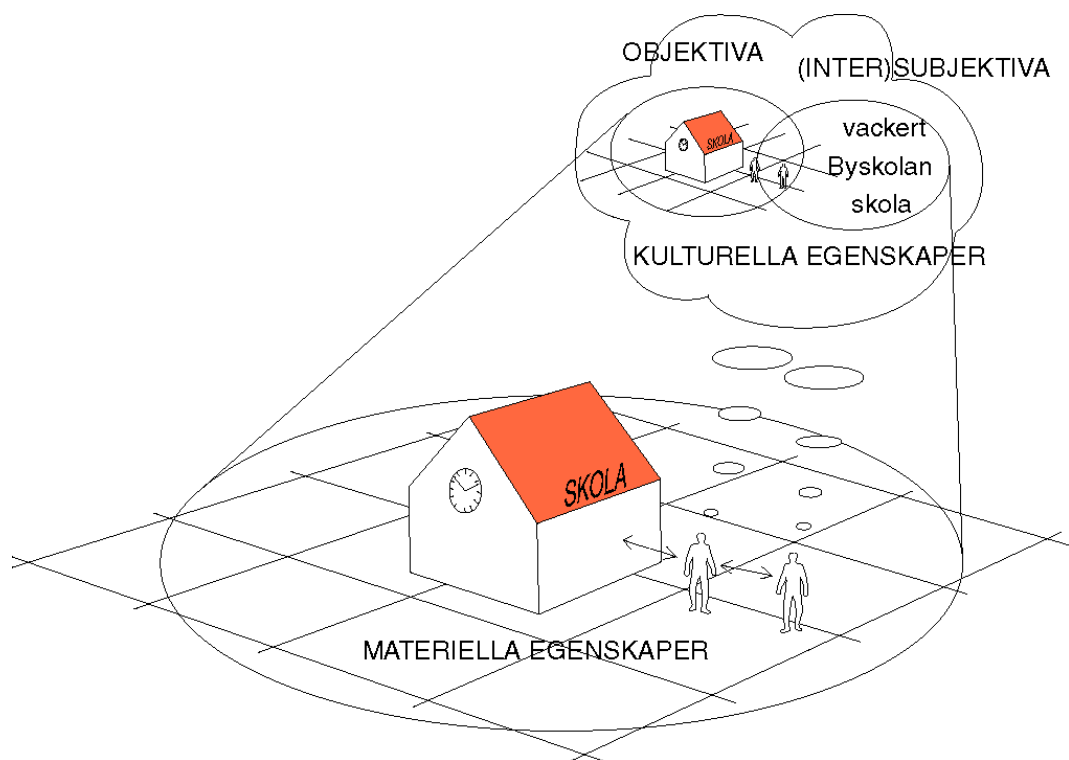 OBJEKTIVA
(INTER)SUBJEKTIVA
SKOLA
vackert
Byskolan
skola
KULTURELLA EGENSKAPER
SKOLA
MATERIELLA EGENSKAPER